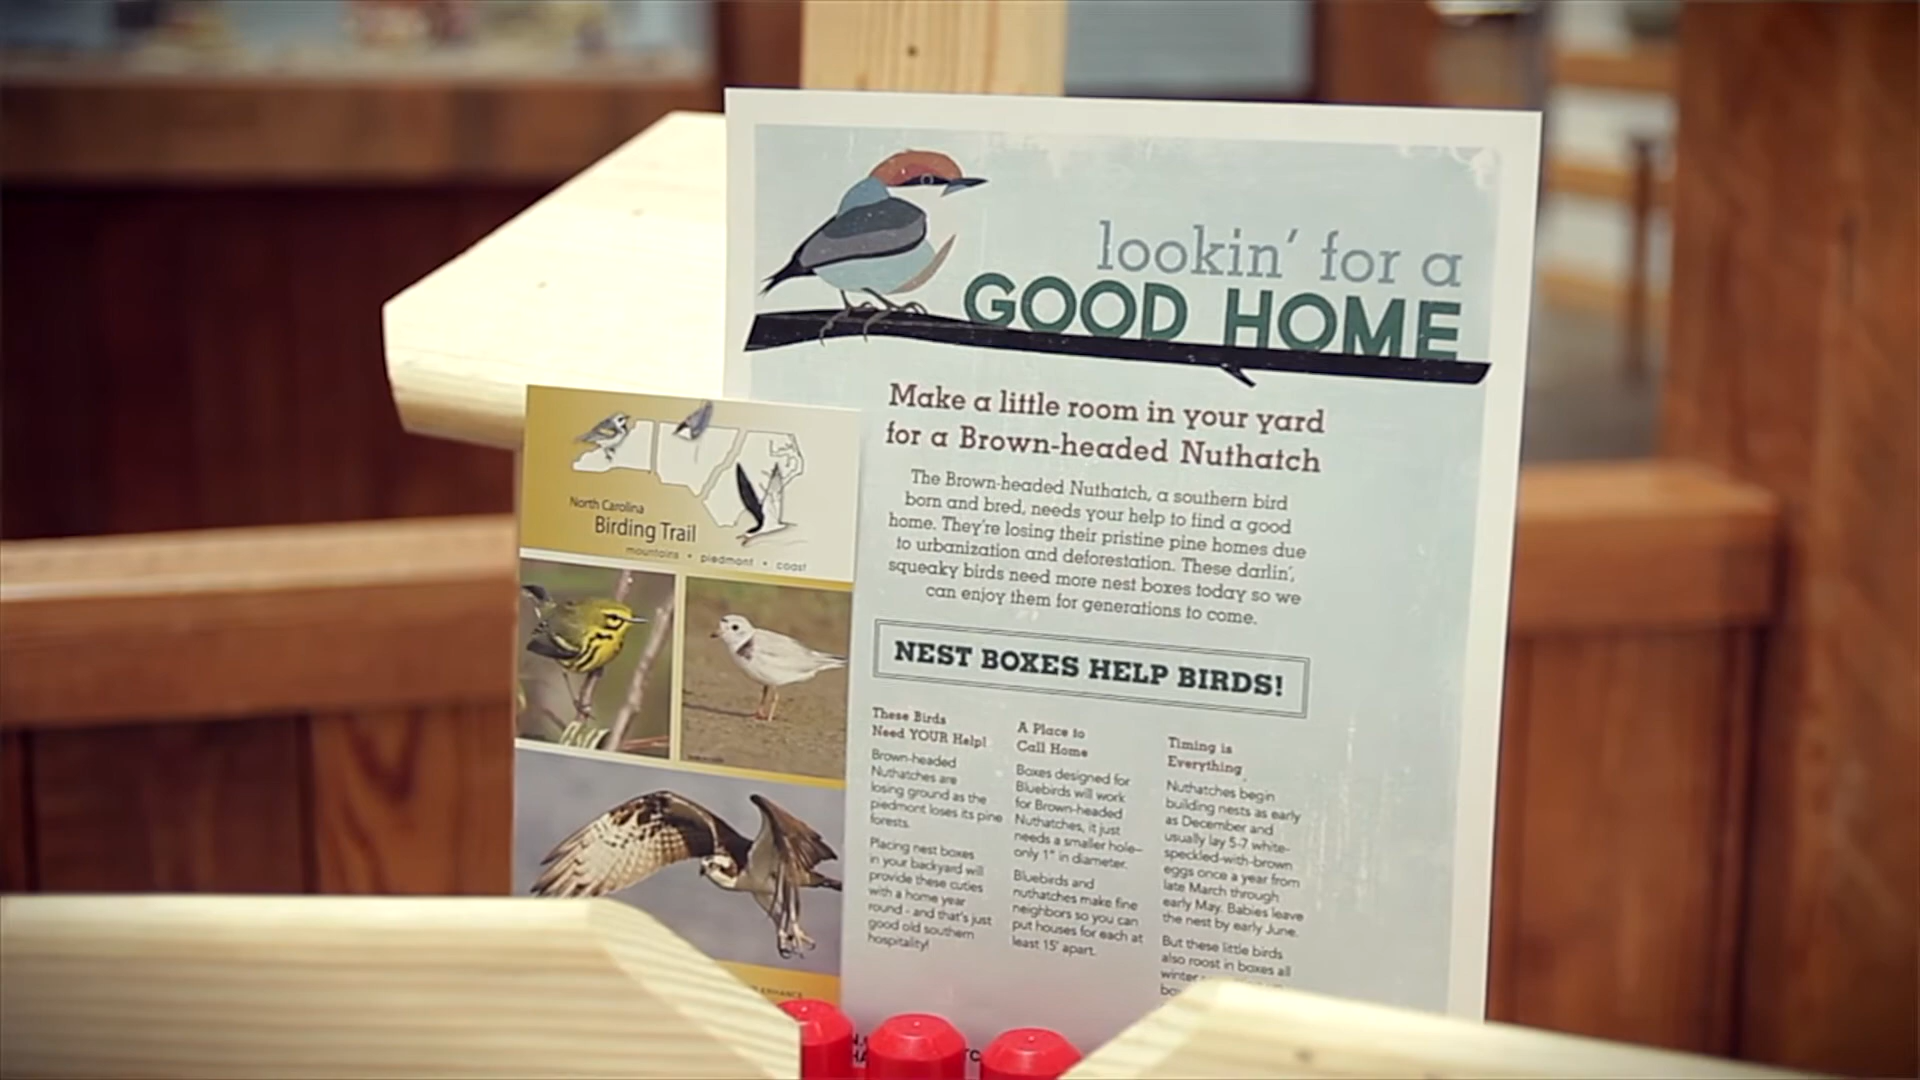 lookin' for a
GOOD HOME
Make a little room in your yard
for a Brown-headed Nuthatch
The Brown-headed Nuthatch, a southern bird
born and bred, needs your help to find a good
home. They're losing their pristine pine homes due
to urbanization and deforestation. These darlin',
squeaky birds need more nest boxes today so we
can enjoy them for generations to come.
NEST BOXES HELP BIRDS!
These Birds
Need YOUR Help!
Brown-headed
Nuthatches are
losing ground as the
piedmont loses its pine
forests.
Placing nest boxes
in your backyard will
provide these cuties
with a home year
round - and that's just
good old southern
hospitality!
A Place to
Call Home
Boxes designed for
Bluebirds will work
for Brown-headed
Nuthatches, it just
needs a smaller hole–
only 1" in diameter.
Bluebirds and
nuthatches make fine
neighbors so you can
put houses for each at
least 15' apart.
Timing is
Everything
Nuthatches begin
building nests as early
as December and
usually lay 5-7 white-
speckled-with-brown
eggs once a year from
late March through
early May. Babies leave
the nest by early June.
But these little birds
also roost in boxes all
winter
North Carolina
Birding Trail
mountains • piedmont • coast